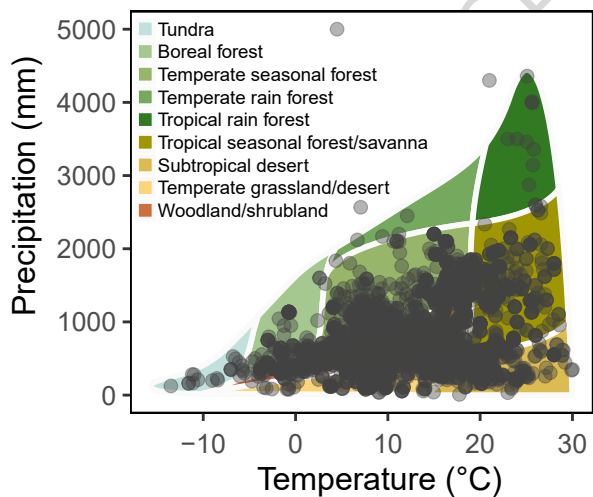 5000
4000
3000
2000
1000
0
Precipitation (mm)
Tundra
Boreal forest
Temperate seasonal forest
Temperate rain forest
Tropical rain forest
Tropical seasonal forest/savanna
Subtropical desert
Temperate grassland/desert
Woodland/shrubland
−10 0 10 20 30
Temperature (°C)